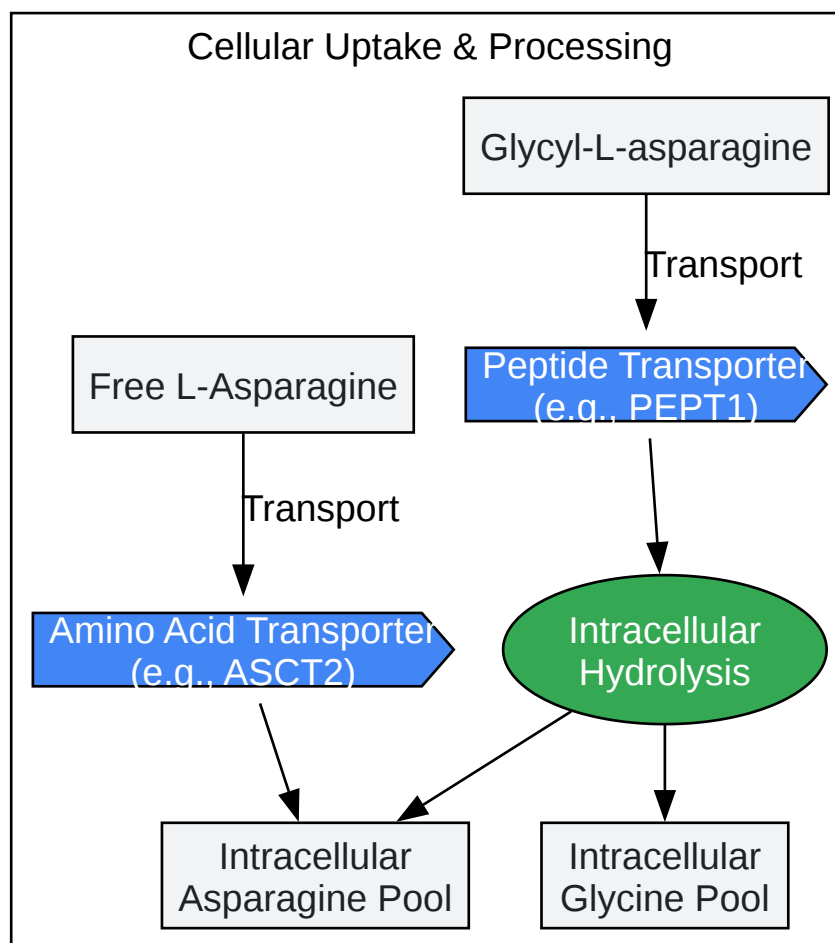 Cellular Uptake & Processing
Glycyl-L-asparagine
Transport
Peptide Transporter
(e.g., PEPT1)
Free L-Asparagine
Transport
Amino Acid Transporter
(e.g., ASCT2)
Intracellular
Hydrolysis
Intracellular
Asparagine Pool
Intracellular
Glycine Pool